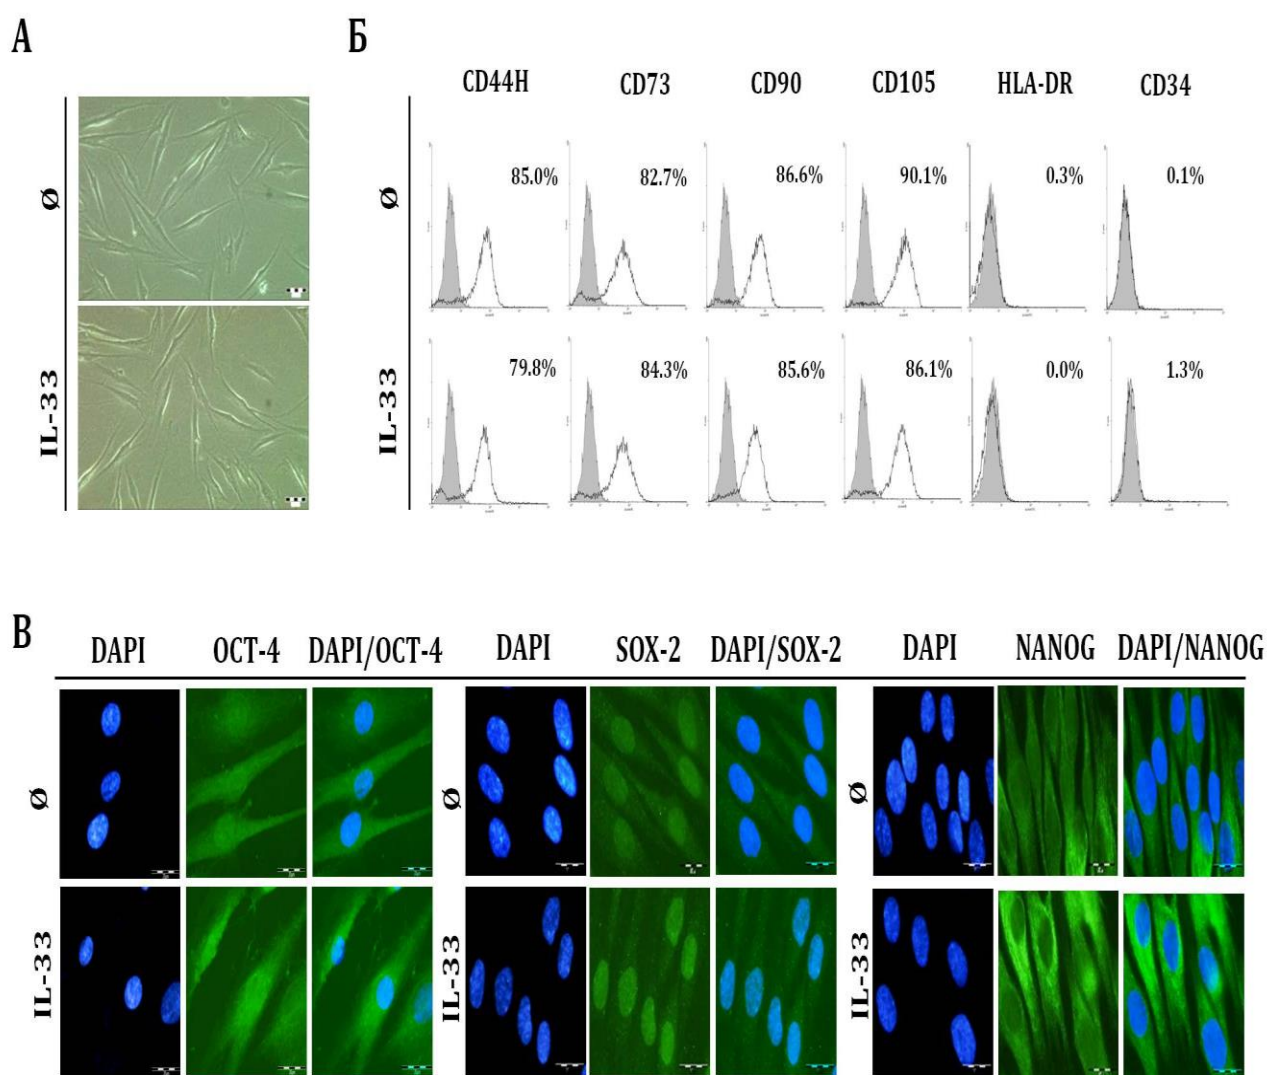 А
Б
CD44H CD73 CD90 CD105 HLA-DR CD34
Ø
85.0% 82.7% 86.6% 90.1% 0.3% 0.1%
IL-33
79.8% 84.3% 85.6% 86.1% 0.0% 1.3%
В
DAPI OCT-4 DAPI/OCT-4 DAPI SOX-2 DAPI/SOX-2 DAPI NANOG DAPI/NANOG
Ø Ø Ø
IL-33 IL-33 IL-33